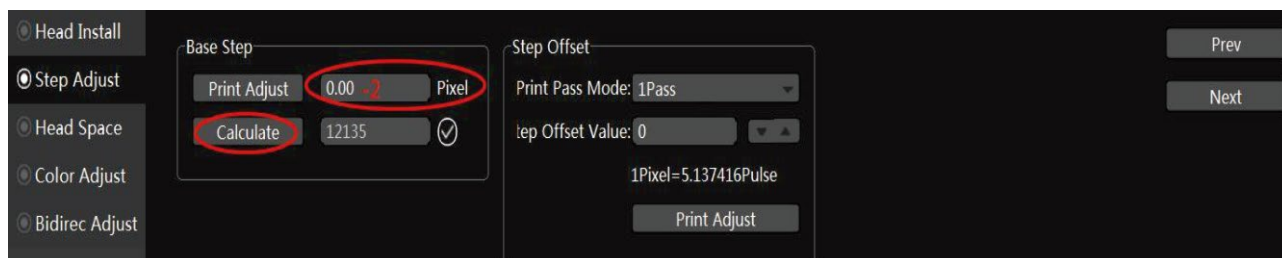 Head Install
Step Adjust
Head Space
Color Adjust
Bidirec Adjust
Base Step
Print Adjust 0.00 -2 Pixel
Calculate 12135
Step Offset
Print Pass Mode: 1Pass
tep Offset Value: 0
1Pixel=5.137416Pulse
Print Adjust
Prev
Next